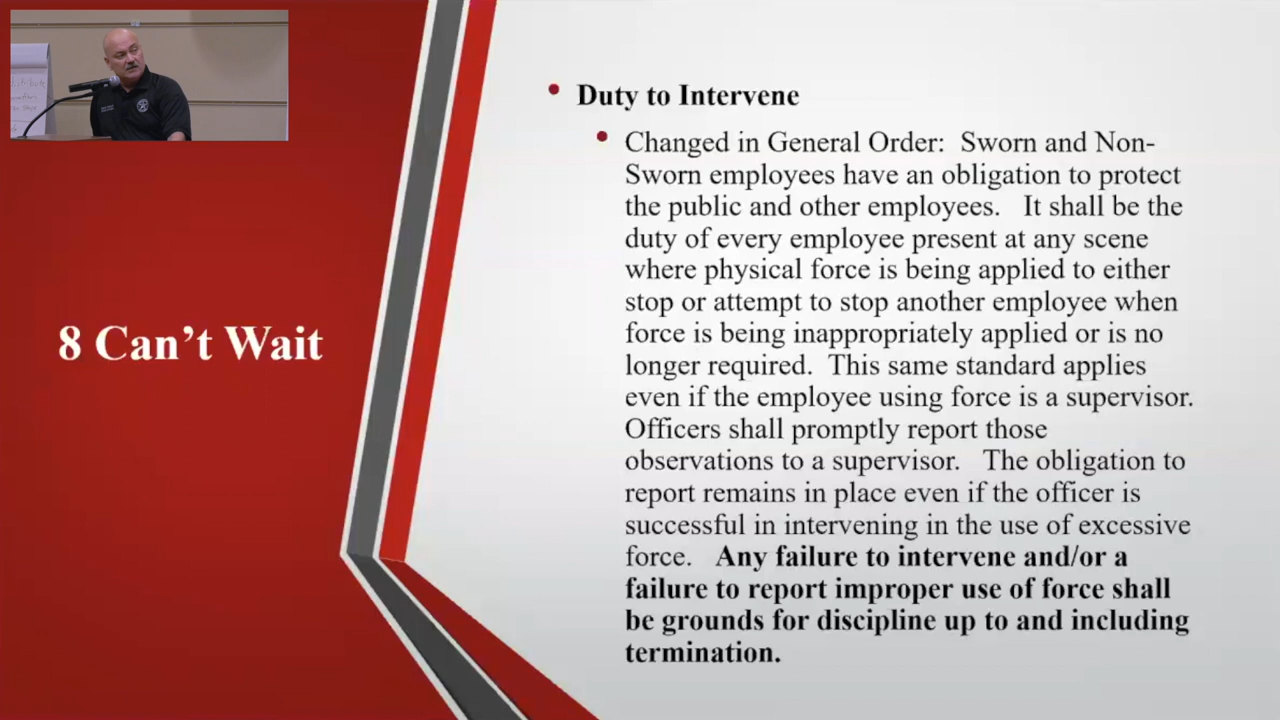 8 Can’t Wait
• Duty to Intervene
• Changed in General Order:  Sworn and Non-
Sworn employees have an obligation to protect
the public and other employees.   It shall be the
duty of every employee present at any scene
where physical force is being applied to either
stop or attempt to stop another employee when
force is being inappropriately applied or is no
longer required.  This same standard applies
even if the employee using force is a supervisor.
Officers shall promptly report those
observations to a supervisor.   The obligation to
report remains in place even if the officer is
successful in intervening in the use of excessive
force.   Any failure to intervene and/or a
failure to report improper use of force shall
be grounds for discipline up to and including
termination.